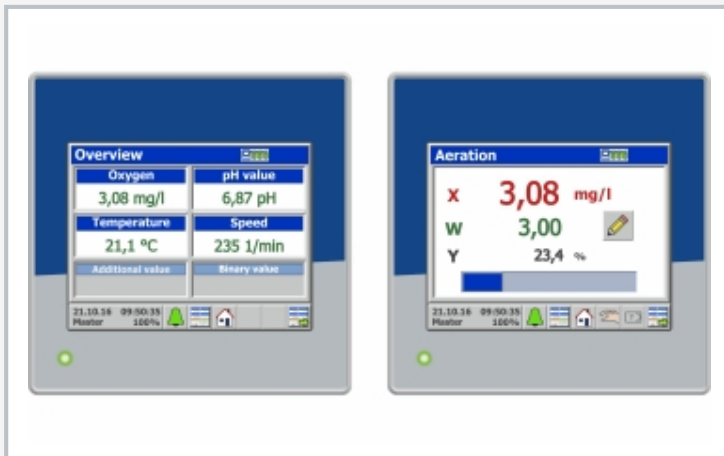 Overview
Oxygen pH value
3,08 mg/l 6,87 pH
Temperature Speed
21,1 °C 235 1/min
Additional value Binary value
21.10.16 09:50:35
Master 100%
Aeration
X 3,08 mg/l
W 3,00
Y 23,4 %
21.10.16 09:50:35
Master 100%